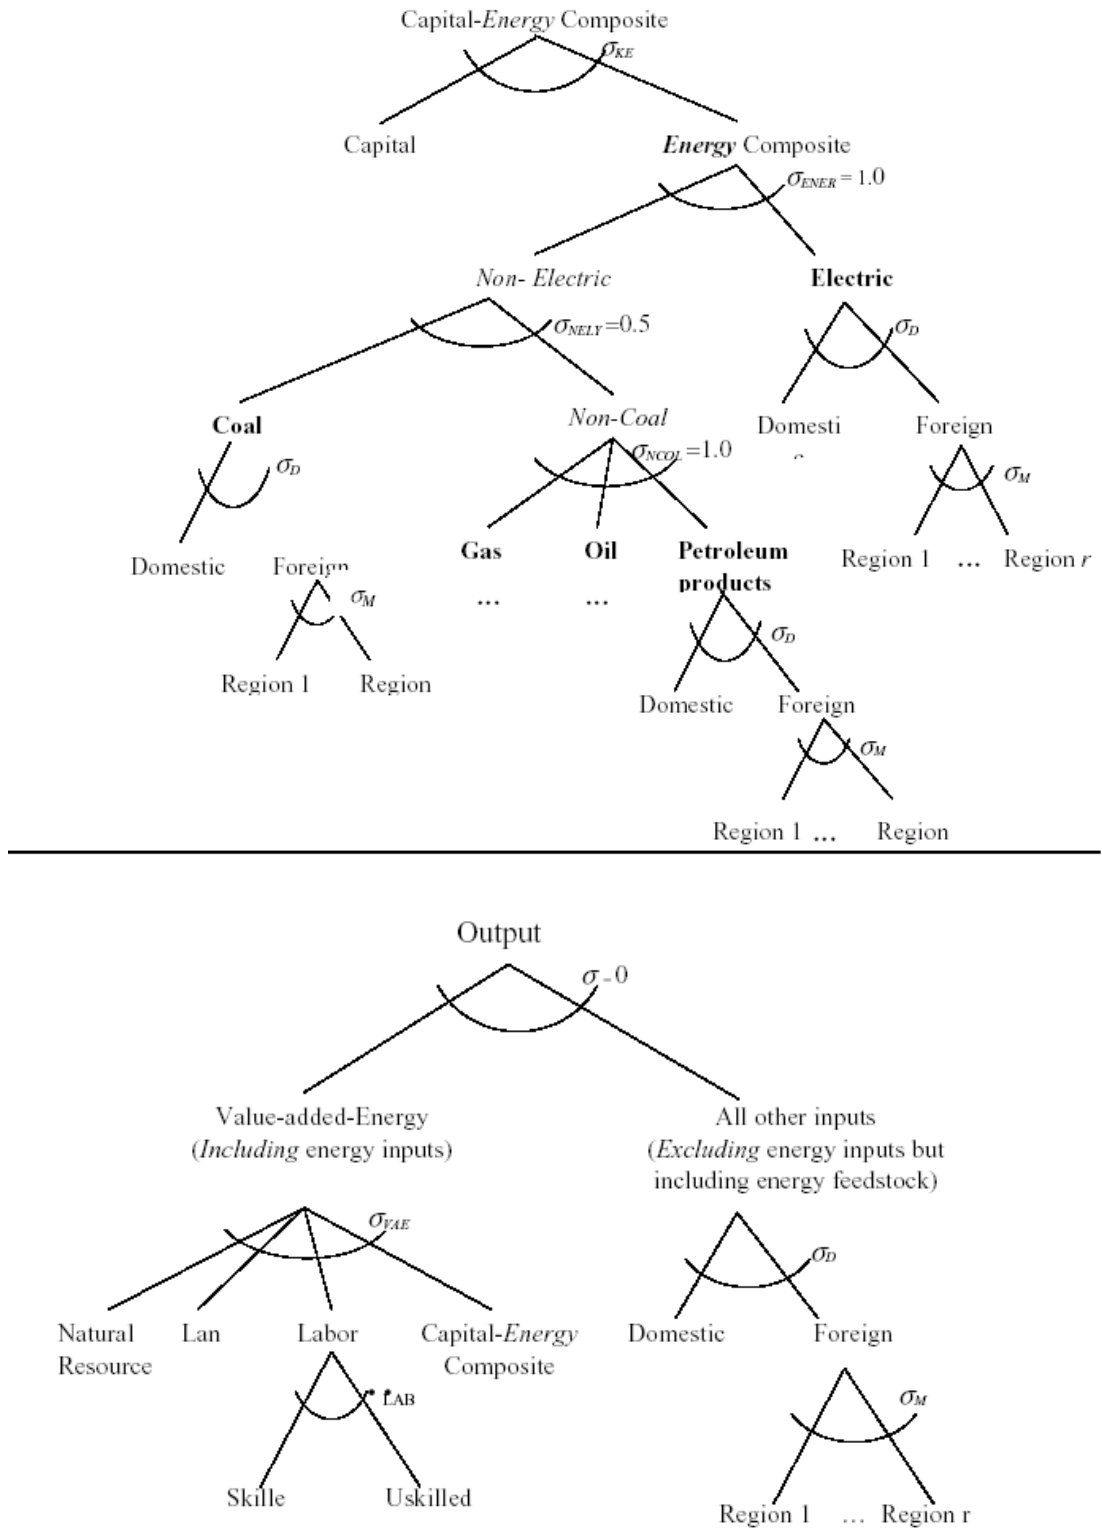 Capital-Energy Composite
σKE
Capital
Energy Composite
σENER = 1.0
Non- Electric
Electric
σNELY =0.5
σD
Coal
Non-Coal
Domesti
Foreign
σNCOL =1.0
σD
σM
Gas
Oil
Petroleum
products
Domestic
Foreign
σM
Region 1 ... Region r
...
...
σD
Region 1
Region
Domestic
Foreign
σM
Region 1 ... Region
Output
σ - 0
Value-added-Energy
(Including energy inputs)
All other inputs
(Excluding energy inputs but
including energy feedstock)
σVAE
σD
Natural
Resource
Lan
Labor
Capital-Energy
Composite
Domestic
Foreign
LAB
σM
Skille
Uskilled
Region 1 ... Region r